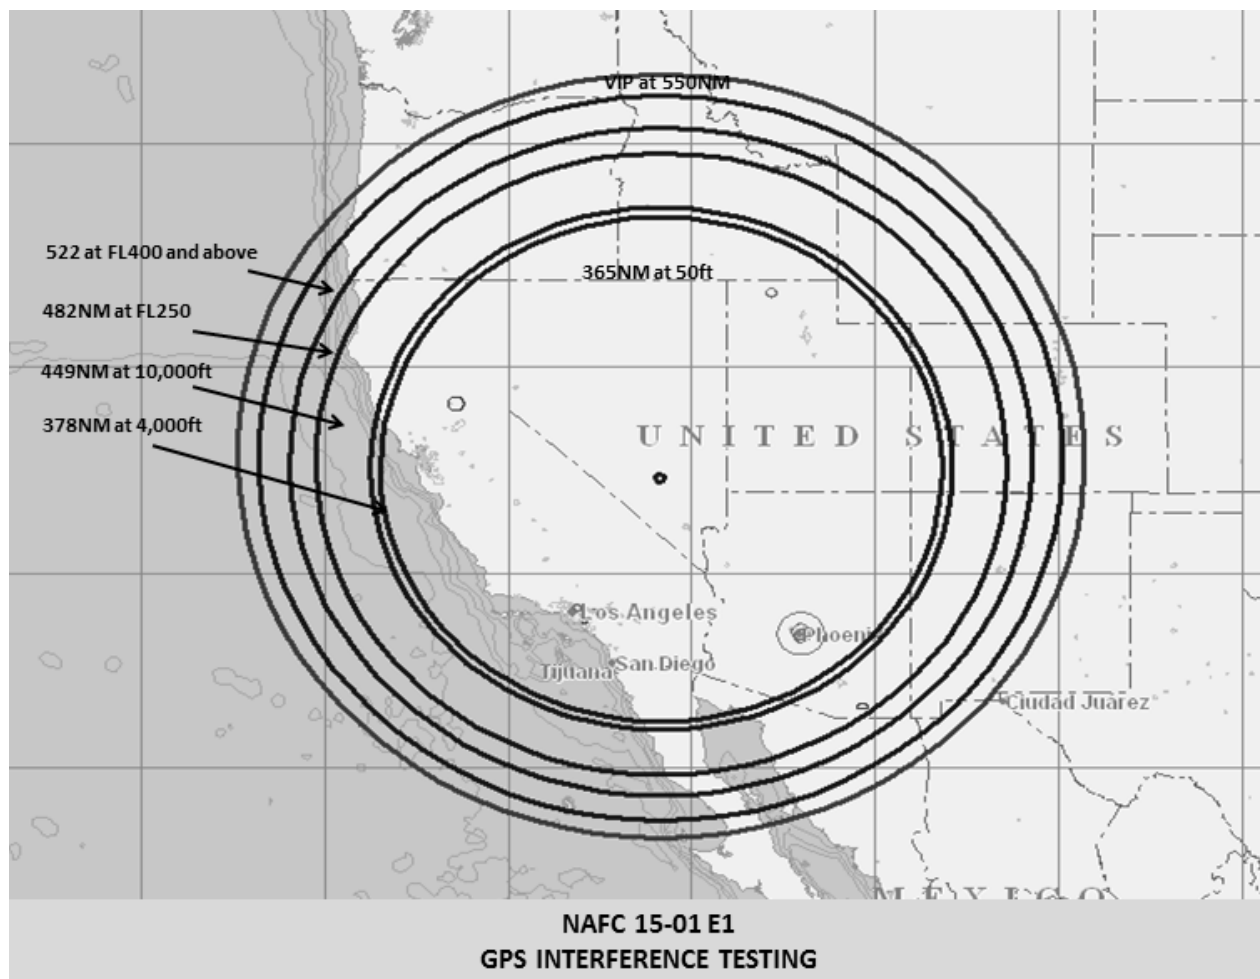 VIP at 550NM
522 at FL400 and above
365NM at 50ft
482NM at FL250
449NM at 10,000ft
378NM at 4,000ft
UNITED STATES
Los Angeles
Phoenix
Tijuana
San Diego
Ciudad Juárez
MEXICO
NAFC 15-01 E1
GPS INTERFERENCE TESTING